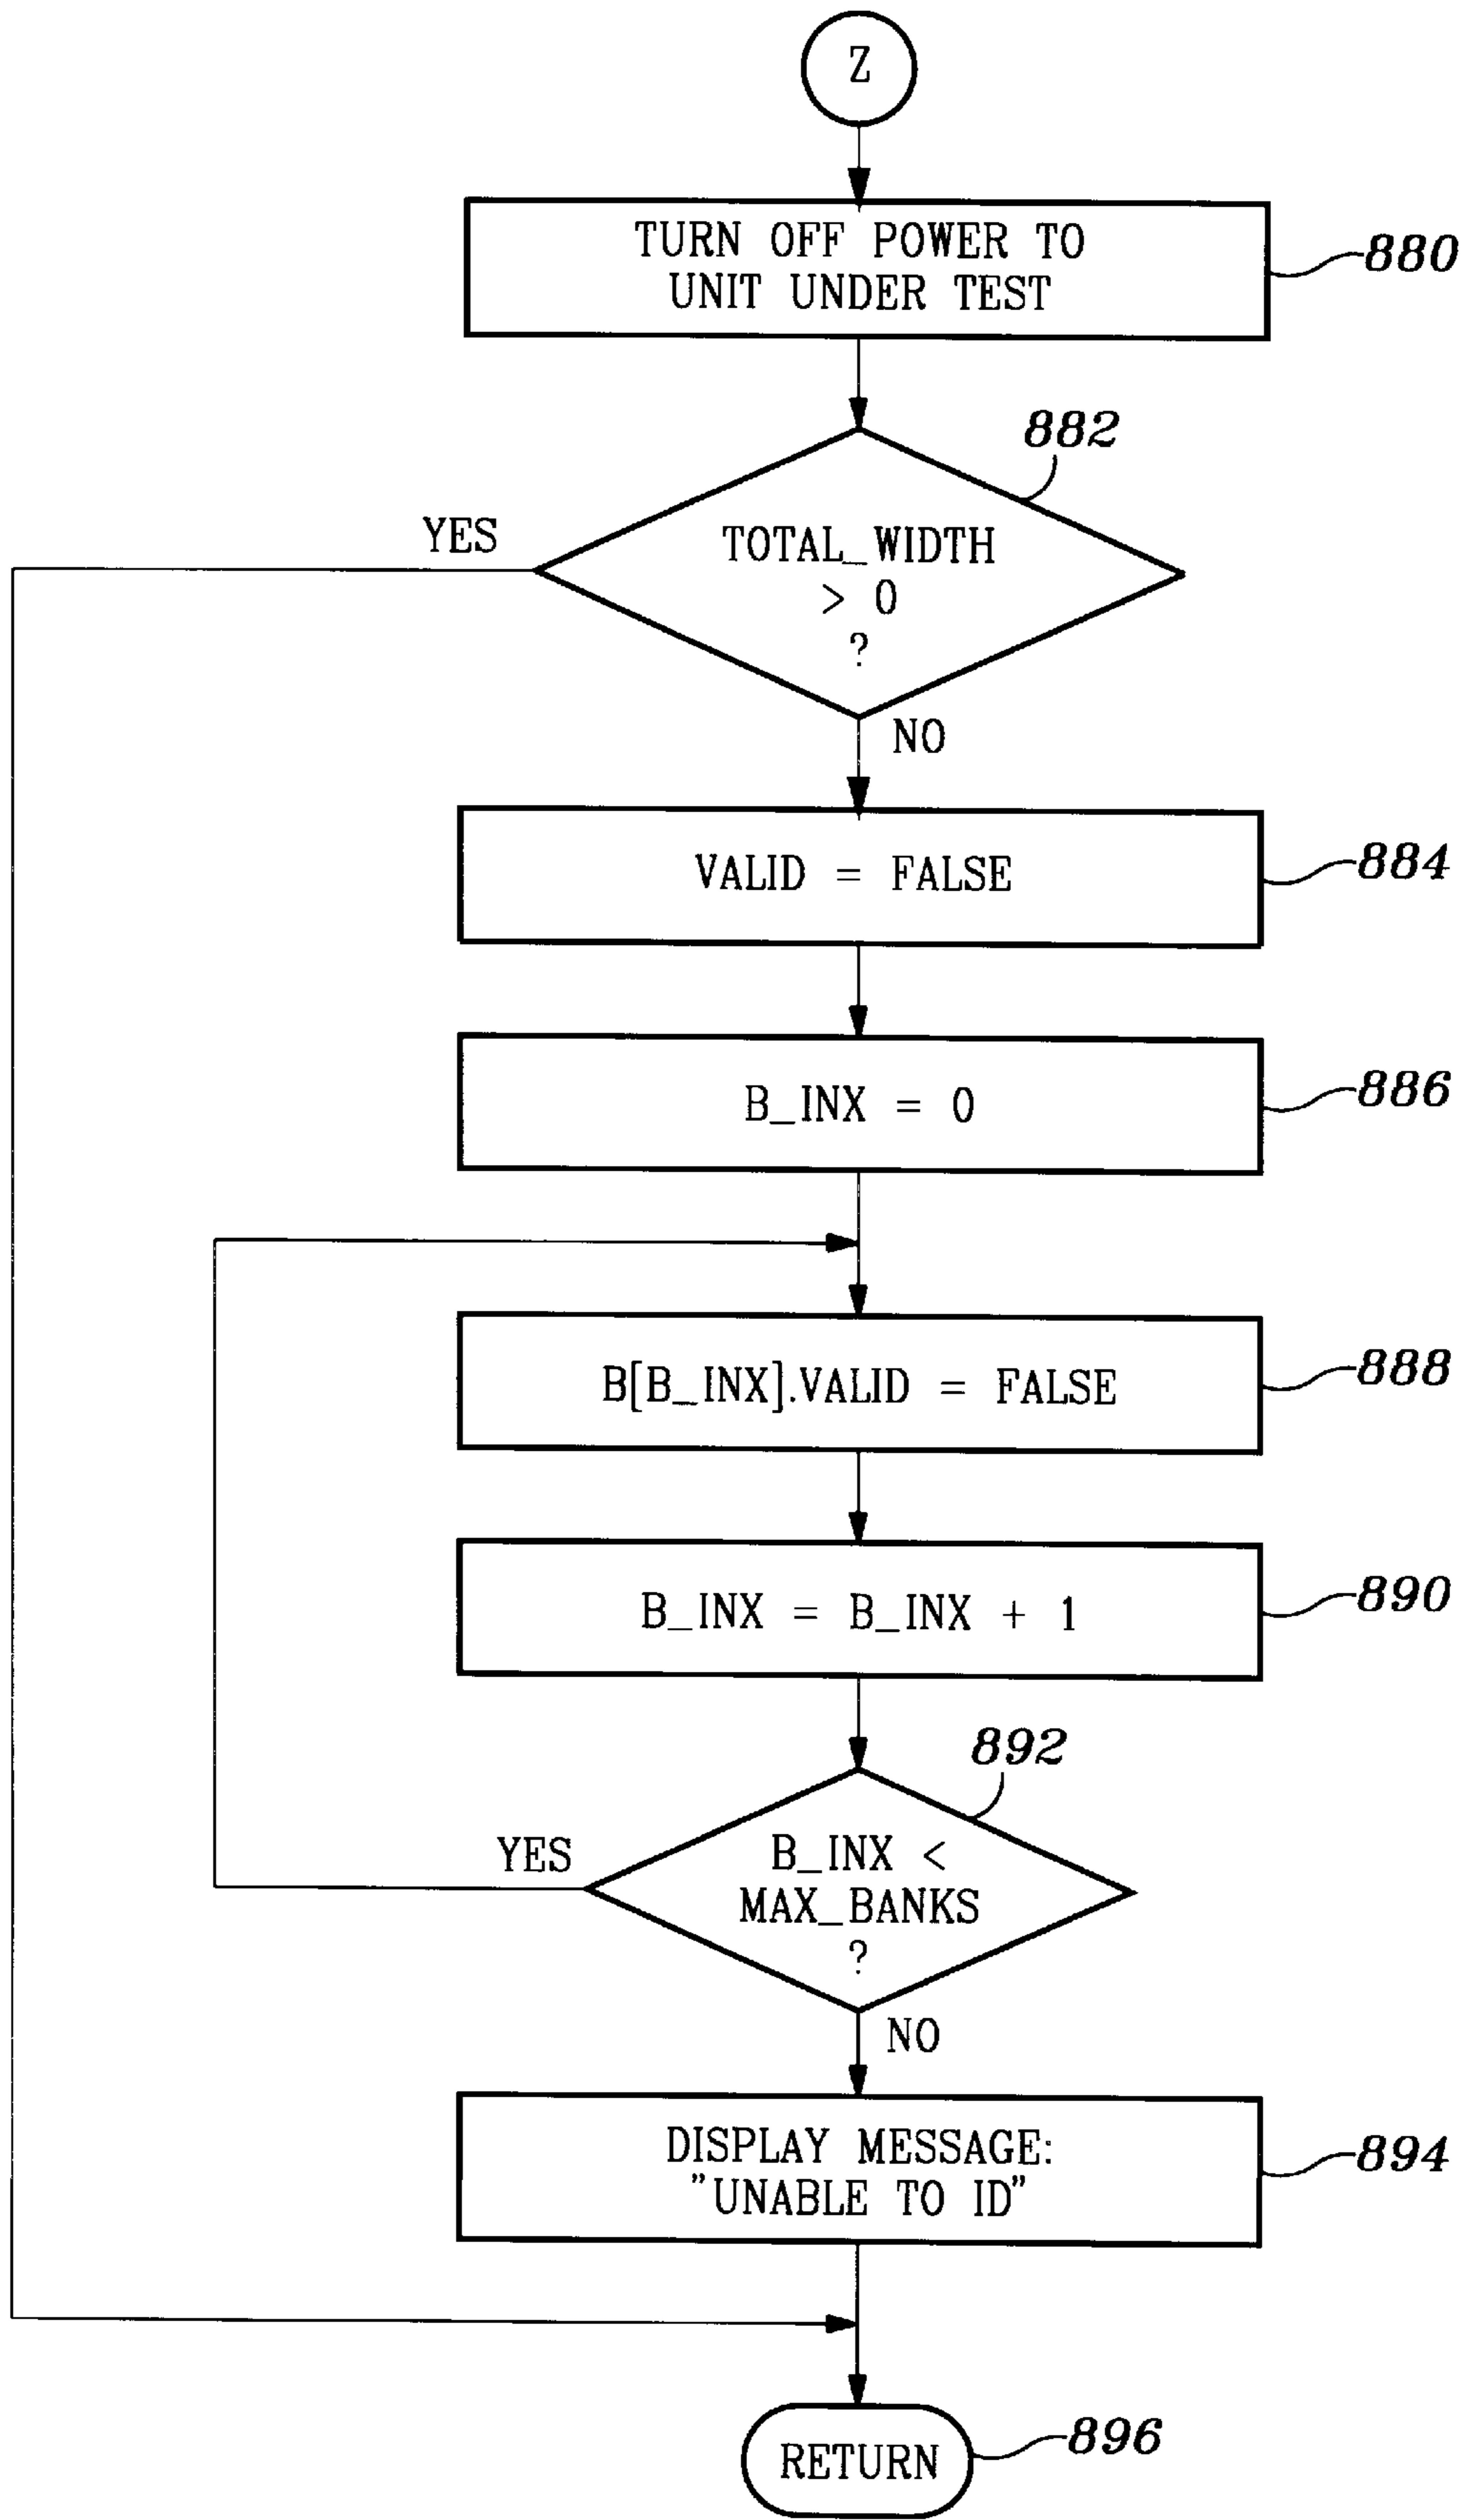 Z
TURN OFF POWER TO
UNIT UNDER TEST
880
882
YES
TOTAL_WIDTH
> 0
?
NO
VALID = FALSE
884
B_INX = 0
886
B[B_INX].VALID = FALSE
888
B_INX = B_INX + 1
890
892
YES
B_INX <
MAX_BANKS
?
NO
DISPLAY MESSAGE:
"UNABLE TO ID"
894
RETURN
896